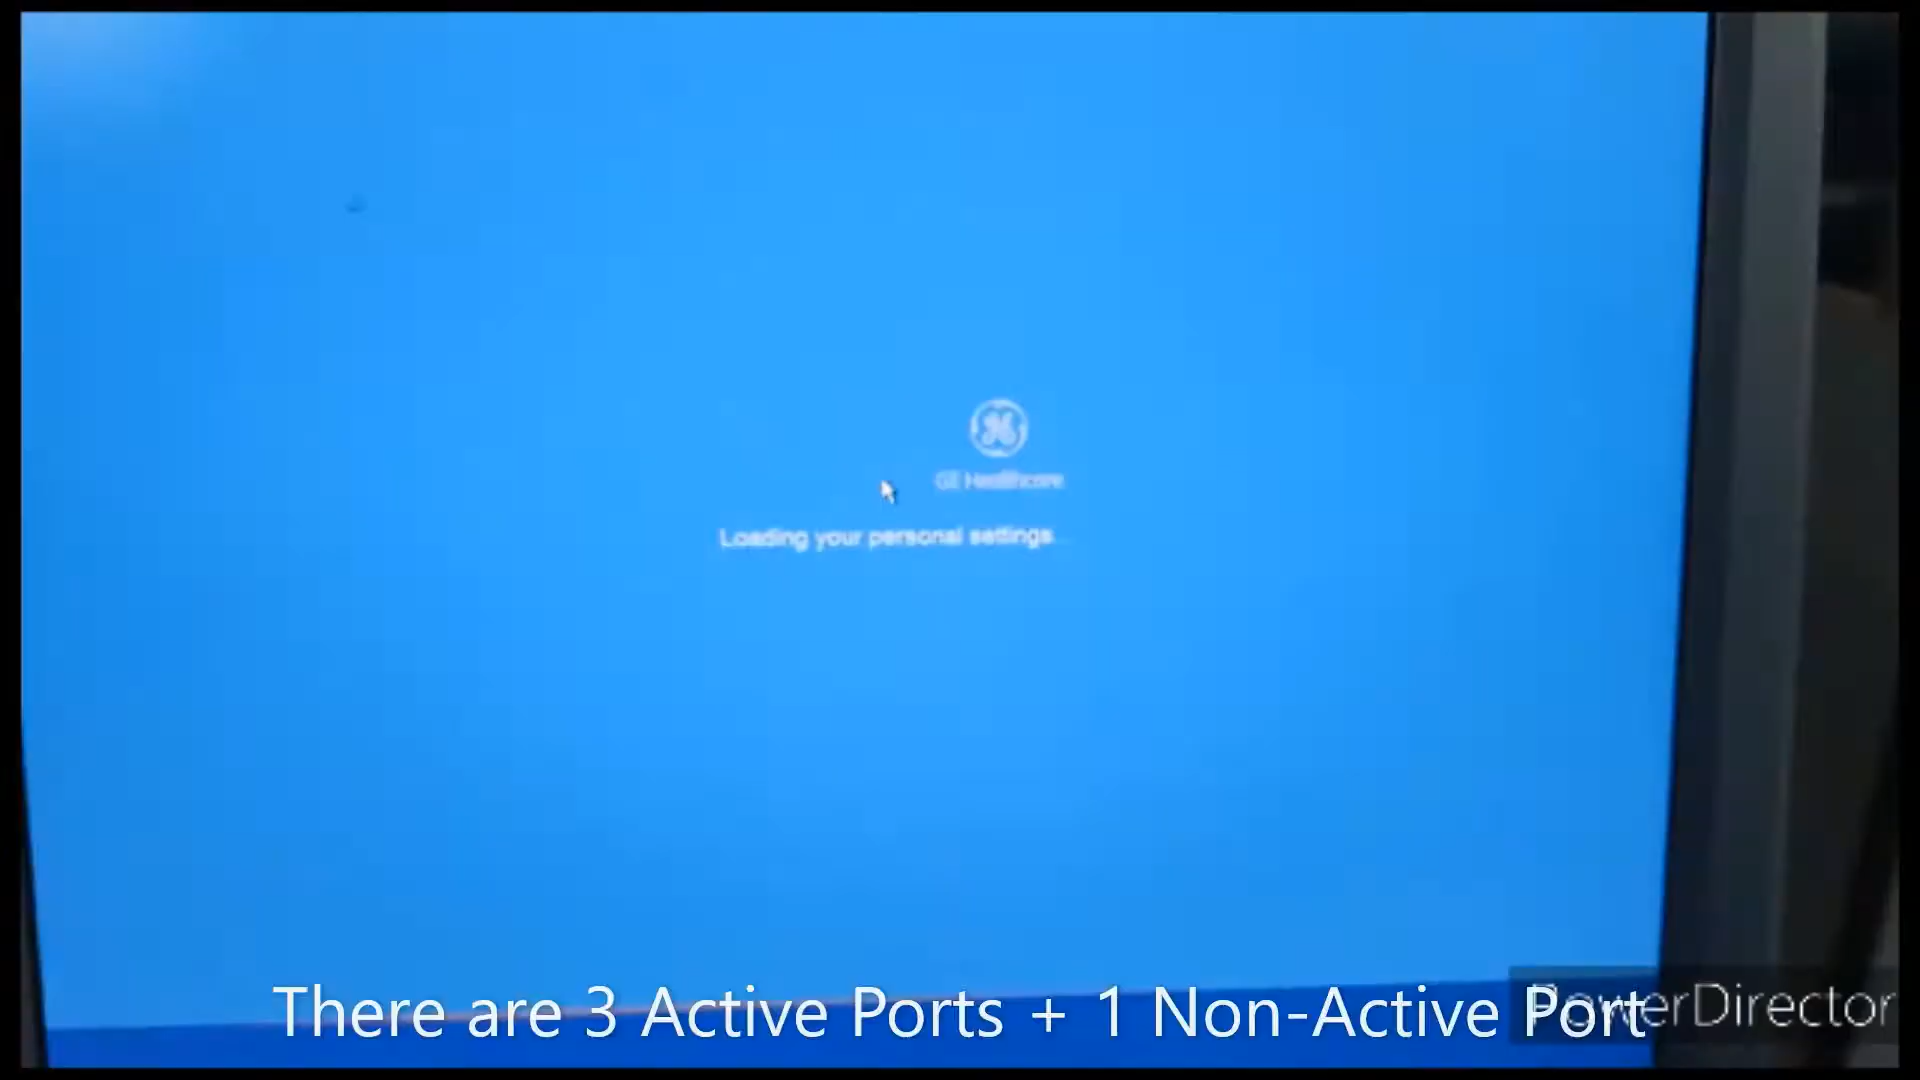 GE Healthcare
Loading your personal settings...
There are 3 Active Ports + 1 Non-Active Port
PowerDirector